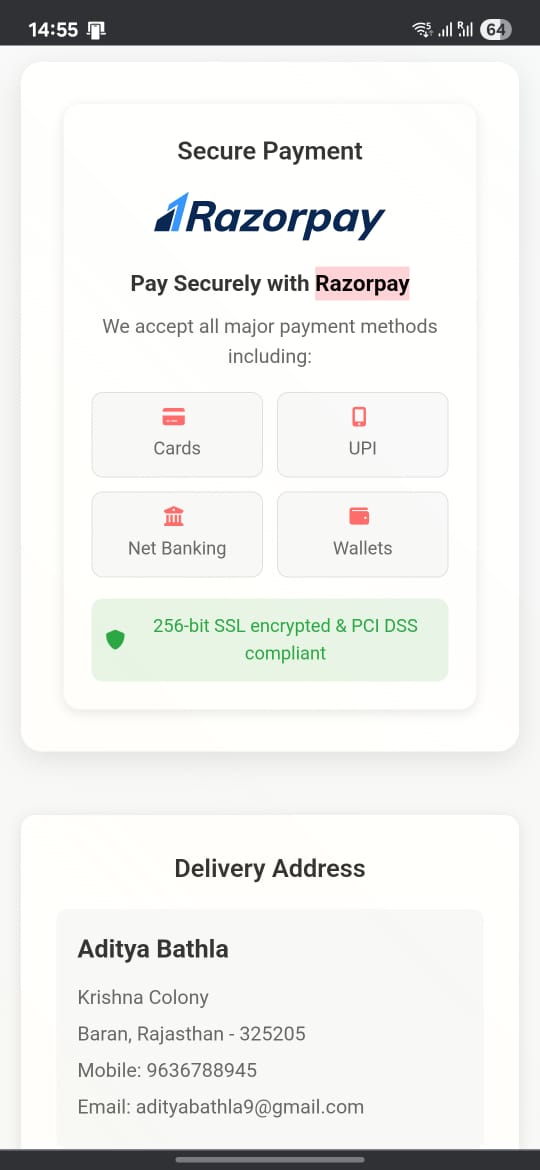 14:55
64
Secure Payment
Razorpay
Pay Securely with Razorpay
We accept all major payment methods
including:
Cards
UPI
Net Banking
Wallets
256-bit SSL encrypted & PCI DSS
compliant
Delivery Address
Aditya Bathla
Krishna Colony
Baran, Rajasthan - 325205
Mobile: 9636788945
Email: adityabathla9@gmail.com